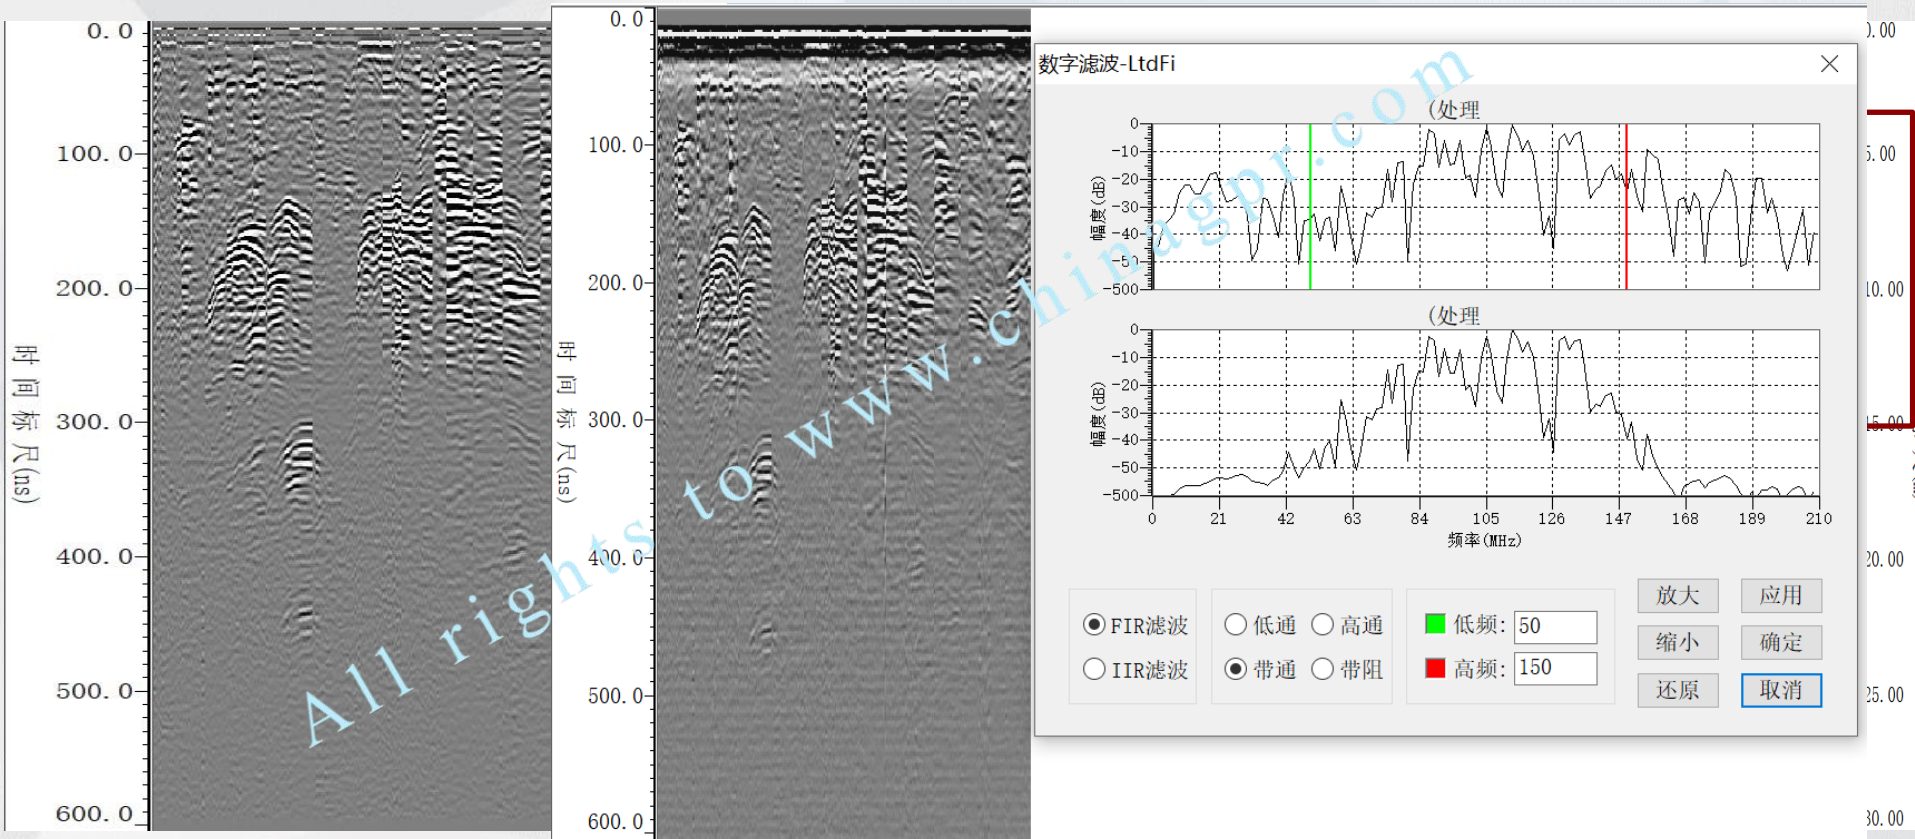 0.0
100.0
200.0
300.0
400.0
500.0
600.0
时间标尺(ns)
0.0
100.0
200.0
300.0
400.0
500.0
600.0
时间标尺(ns)
数字滤波-LtdFi
(处理
0
-10
-20
-30
-40
-50
-500
幅度(dB)
(处理
0
-10
-20
-30
-40
-50
-500
幅度(dB)
0 21 42 63 84 105 126 147 168 189 210
频率(MHz)
FIR滤波
IIR滤波
低通 高通
带通 带阻
低频: 50
高频: 150
放大 应用
缩小 确定
还原 取消
0.00
5.00
10.00
15.00
20.00
25.00
30.00
All rights to www.chinagpr.com